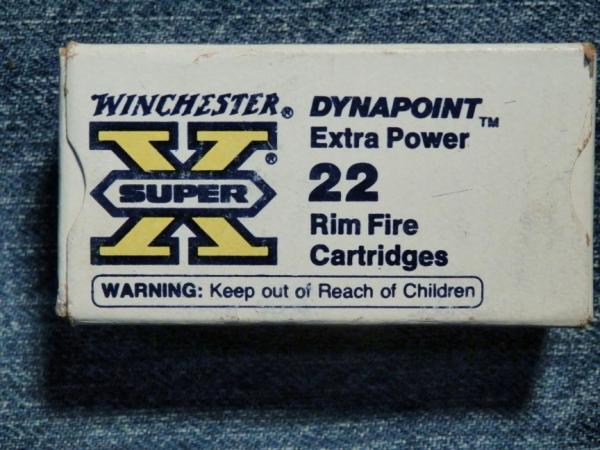 WINCHESTER®
SUPER X®
DYNAPOINT™
Extra Power
22
Rim Fire
Cartridges
WARNING: Keep out of Reach of Children